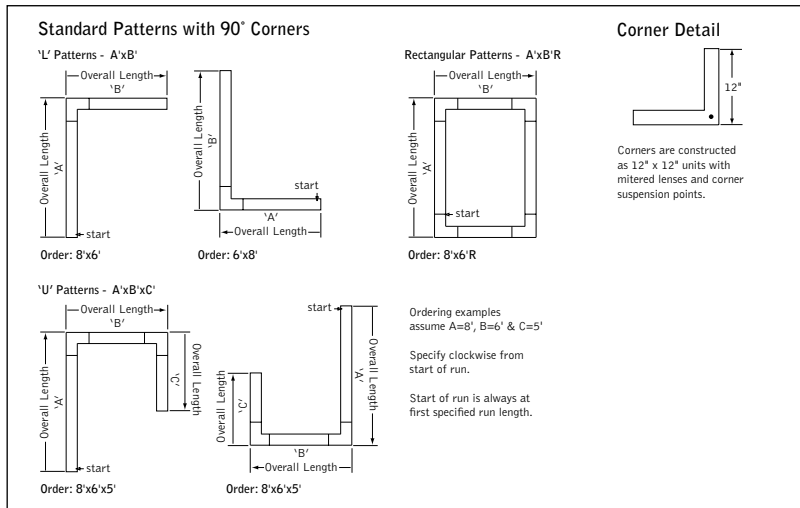 Standard Patterns with 90° Corners
'L' Patterns - A'xB'
Overall Length
'B'
Overall Length
'A'
start
Order: 8'x6'
Overall Length
'B'
start
'A'
Overall Length
Order: 6'x8'
Rectangular Patterns - A'xB'R
Overall Length
'B'
Overall Length
'A'
start
Order: 8'x6'R
Corner Detail
12"
Corners are constructed
as 12" x 12" units with
mitered lenses and corner
suspension points.
'U' Patterns - A'xB'xC'
Overall Length
'B'
Overall Length
'A'
'C'
Overall Length
start
Order: 8'x6'x5'
start
Overall Length
'A'
Overall Length
'C'
'B'
Overall Length
Order: 8'x6'x5'
Ordering examples
assume A=8', B=6' & C=5'
Specify clockwise from
start of run.
Start of run is always at
first specified run length.